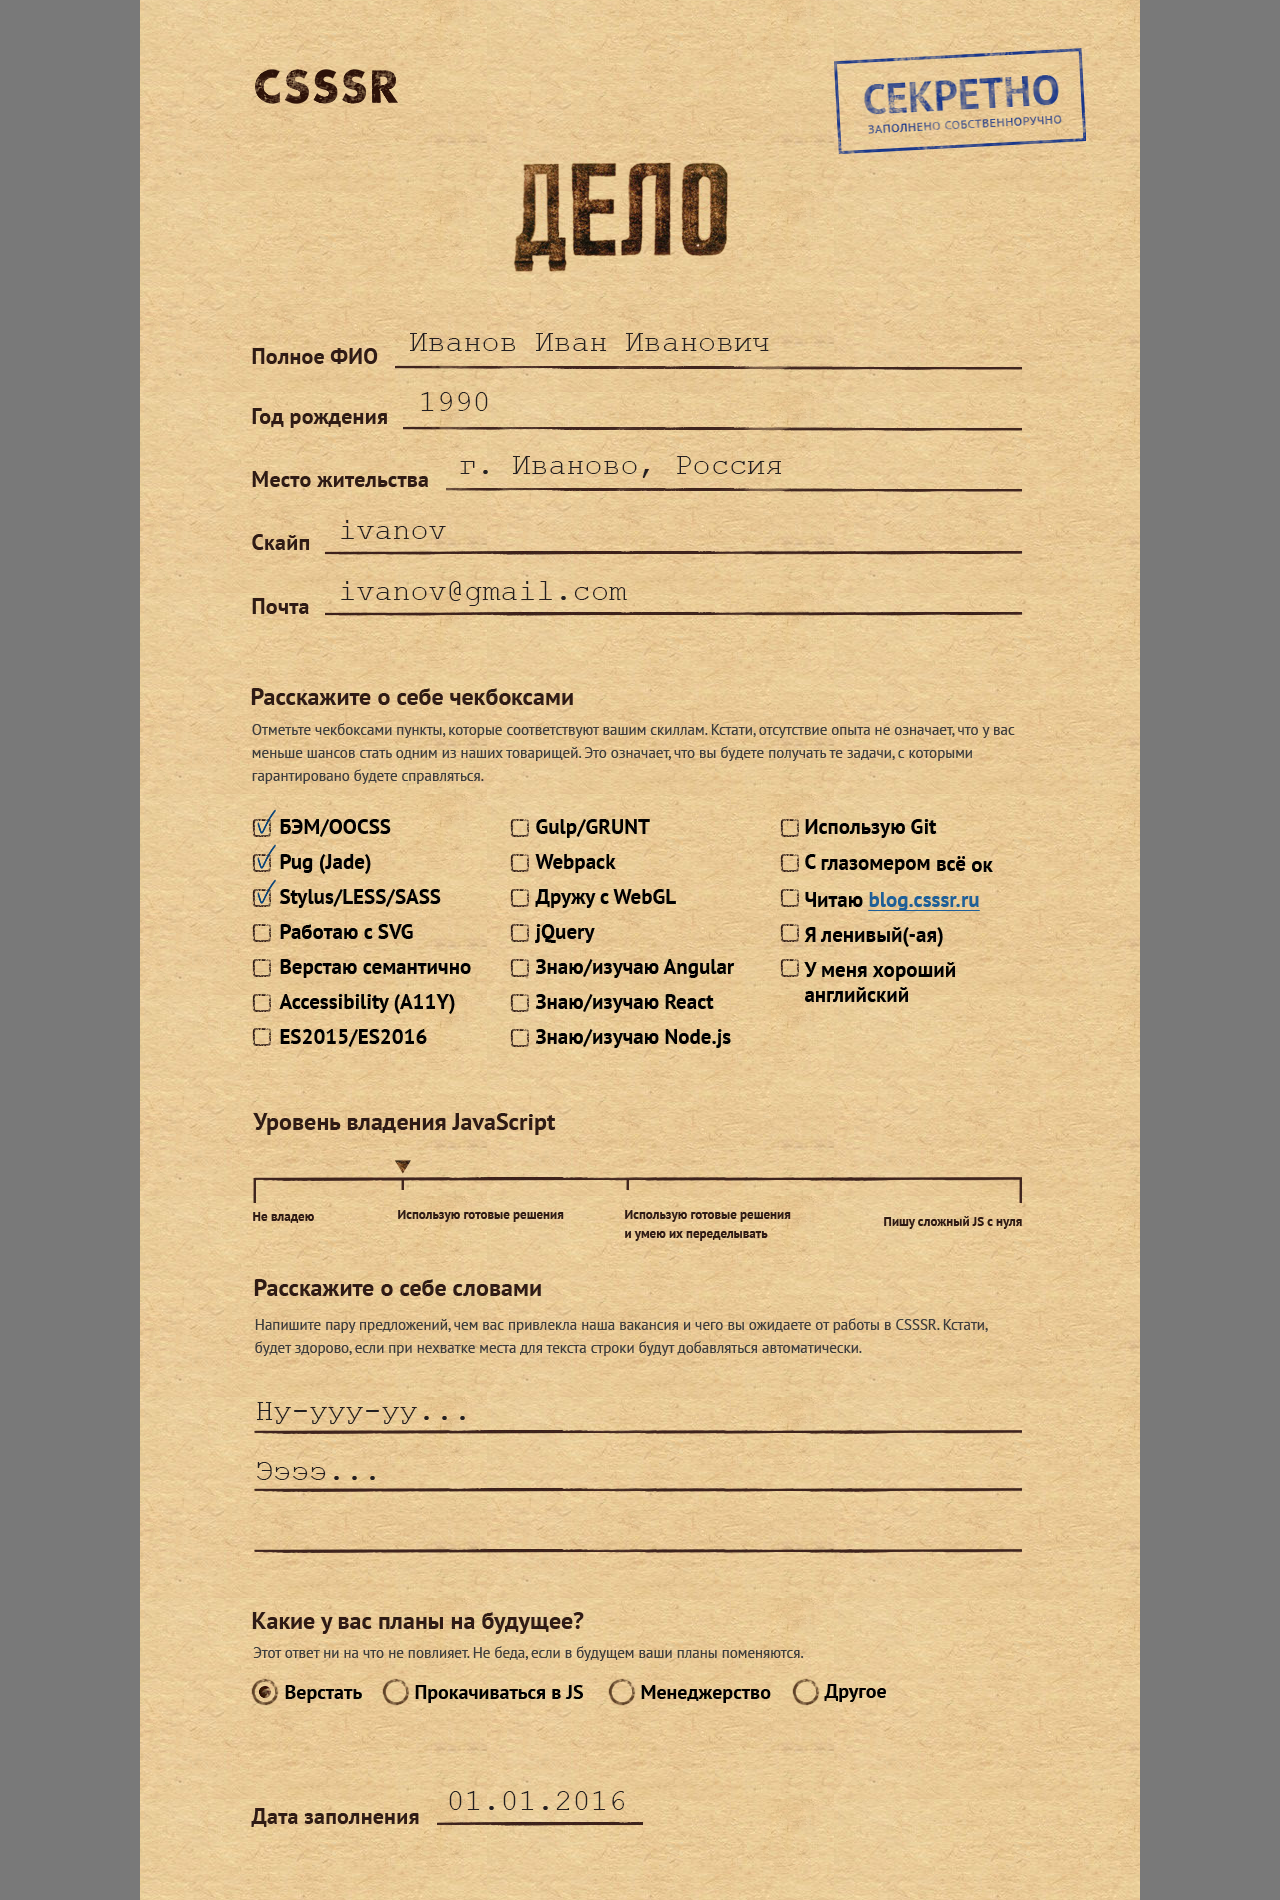 CSSSR
СЕКРЕТНО
ЗАПОЛНЕНО СОБСТВЕННОРУЧНО
ДЕЛО
Полное ФИО Иванов Иван Иванович
Год рождения 1990
Место жительства г. Иваново, Россия
Скайп ivanov
Почта ivanov@gmail.com
Расскажите о себе чекбоксами
Отметьте чекбоксами пункты, которые соответствуют вашим скиллам. Кстати, отсутствие опыта не означает, что у вас
меньше шансов стать одним из наших товарищей. Это означает, что вы будете получать те задачи, с которыми
гарантировано будете справляться.
БЭМ/OOCSS
Pug (Jade)
Stylus/LESS/SASS
Работаю с SVG
Верстаю семантично
Accessibility (A11Y)
ES2015/ES2016
Gulp/GRUNT
Webpack
Дружу с WebGL
jQuery
Знаю/изучаю Angular
Знаю/изучаю React
Знаю/изучаю Node.js
Использую Git
С глазомером всё ок
Читаю blog.csssr.ru
Я ленивый(-ая)
У меня хороший
английский
Уровень владения JavaScript
Не владею
Использую готовые решения
Использую готовые решения
и умею их переделывать
Пишу сложный JS с нуля
Расскажите о себе словами
Напишите пару предложений, чем вас привлекла наша вакансия и чего вы ожидаете от работы в CSSSR. Кстати,
будет здорово, если при нехватке места для текста строки будут добавляться автоматически.
Ну-ууу-уу...
Ээээ...
Какие у вас планы на будущее?
Этот ответ ни на что не повлияет. Не беда, если в будущем ваши планы поменяются.
Верстать Прокачиваться в JS Менеджерство Другое
Дата заполнения 01.01.2016